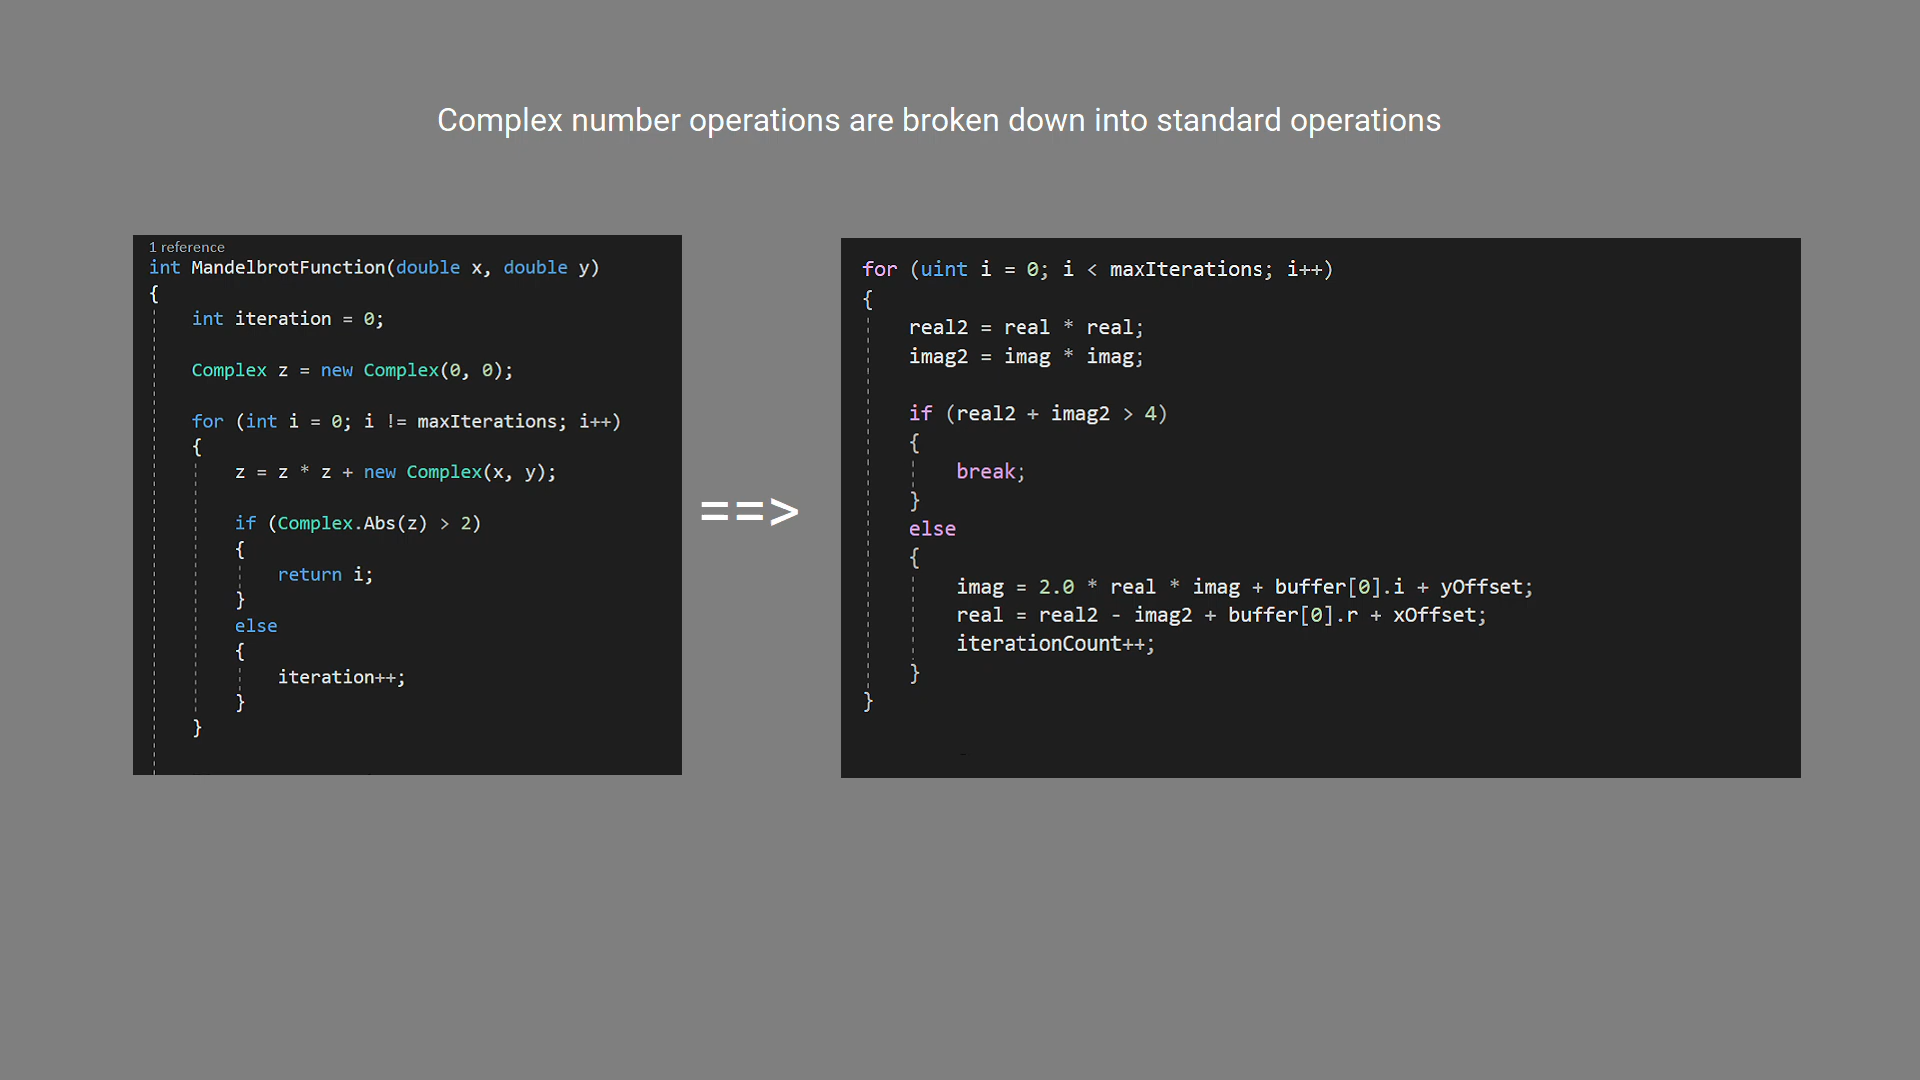 Complex number operations are broken down into standard operations
1 reference
int MandelbrotFunction(double x, double y)
{
int iteration = 0;
Complex z = new Complex(0, 0);
for (int i = 0; i != maxIterations; i++)
{
z = z * z + new Complex(x, y);
if (Complex.Abs(z) > 2)
{
return i;
}
else
{
iteration++;
}
}
==>
for (uint i = 0; i < maxIterations; i++)
{
real2 = real * real;
imag2 = imag * imag;
if (real2 + imag2 > 4)
{
break;
}
else
{
imag = 2.0 * real * imag + buffer[0].i + yOffset;
real = real2 - imag2 + buffer[0].r + xOffset;
iterationCount++;
}
}